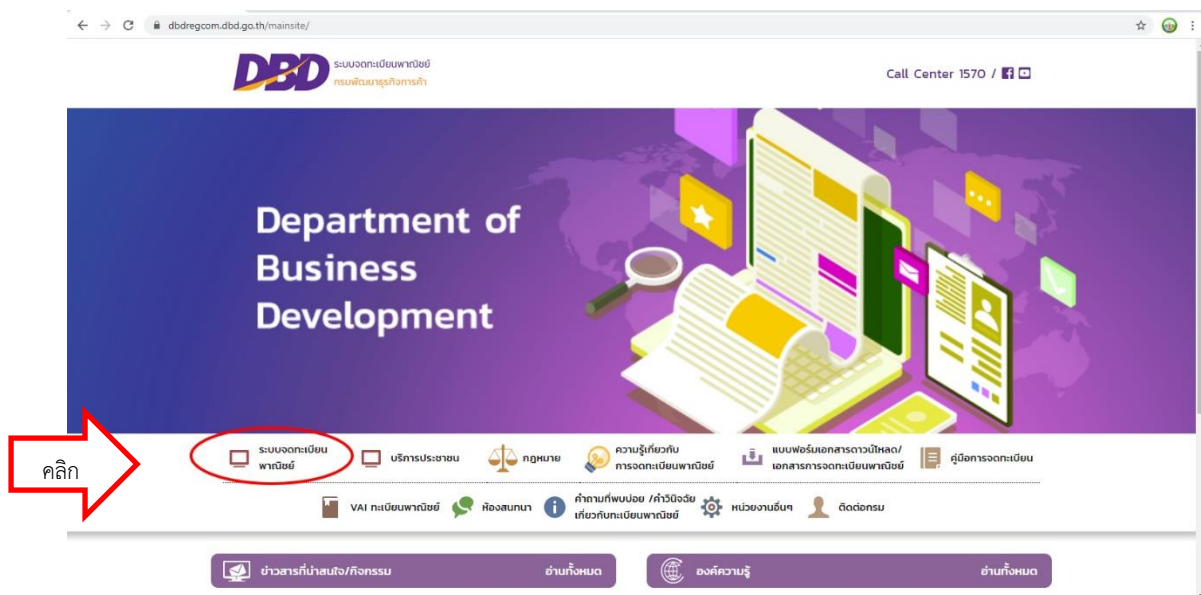 dbdregcom.dbd.go.th/mainsite/
DBD
ระบบจดทะเบียนพาณิชย์
กรมพัฒนาธุรกิจการค้า
Call Center 1570 /
Department of
Business
Development
คลิก
ระบบจดทะเบียน
พาณิชย์
บริการประชาชน
กฎหมาย
ความรู้เกี่ยวกับ
การจดทะเบียนพาณิชย์
แบบฟอร์มเอกสารดาวน์โหลด/
เอกสารการจดทะเบียนพาณิชย์
คู่มือการจดทะเบียน
VAI ทะเบียนพาณิชย์
ห้องสนทนา
คำถามที่พบบ่อย /คำวินิจฉัย
เกี่ยวกับทะเบียนพาณิชย์
หน่วยงานอื่นๆ
ติดต่อกรม
ข่าวสารที่น่าสนใจ/กิจกรรม
อ่านทั้งหมด
องค์ความรู้
อ่านทั้งหมด